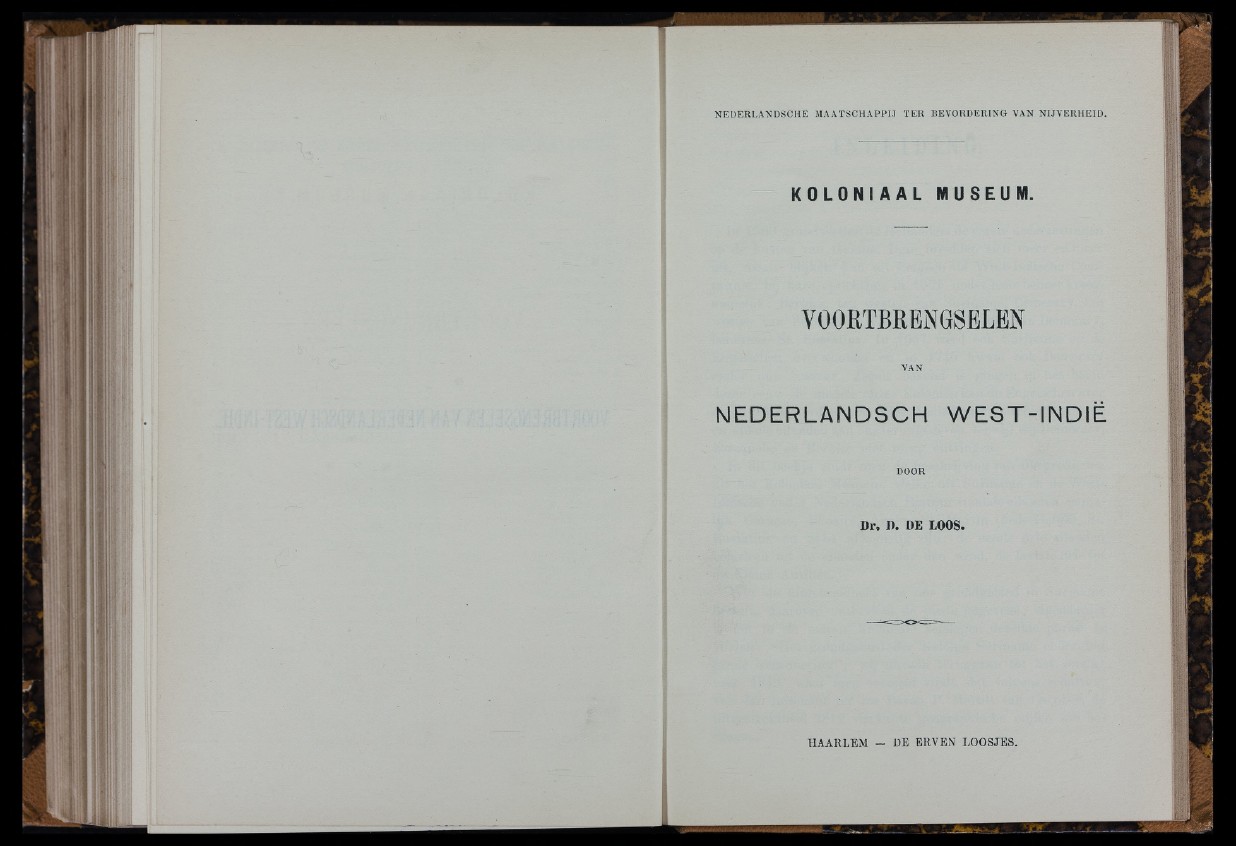 NEDERLANDSCHE MAATSCHAPPIJ TER BEVORDERING VAN NIJVERHEID.
KOLONIAAL MUSEUM.
VOORTBRENGSELEN
VAN
NEDERLANDSCH WEST-INDIË
DOOR
Dr. D. DE LOOS.
HAARLEM — DE ERVEN LOOSJES.